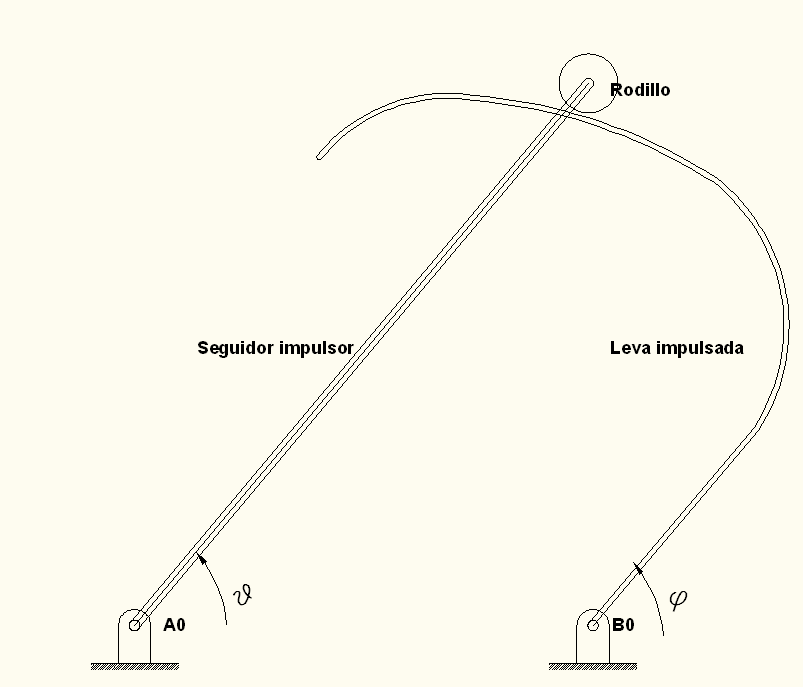 Rodillo
Seguidor impulsor
Leva impulsada
ϑ
φ
A0
B0